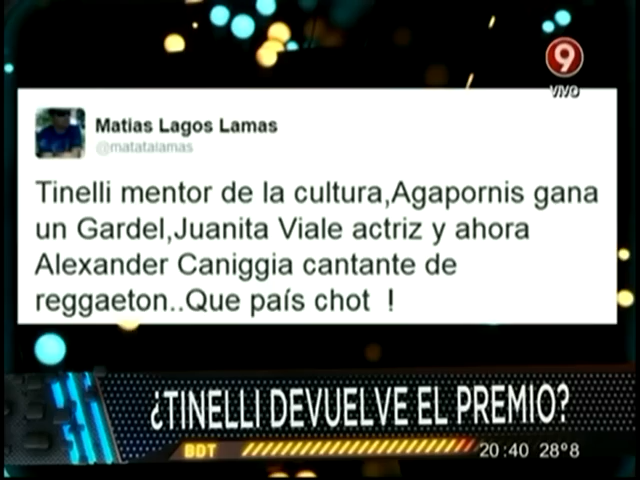 9
VIVO
Matias Lagos Lamas
@matatalamas
Tinelli mentor de la cultura,Agapornis gana
un Gardel,Juanita Viale actriz y ahora
Alexander Caniggia cantante de
reggaeton..Que país chot !
¿TINELLI DEVUELVE EL PREMIO?
BDT 20:40 28°8